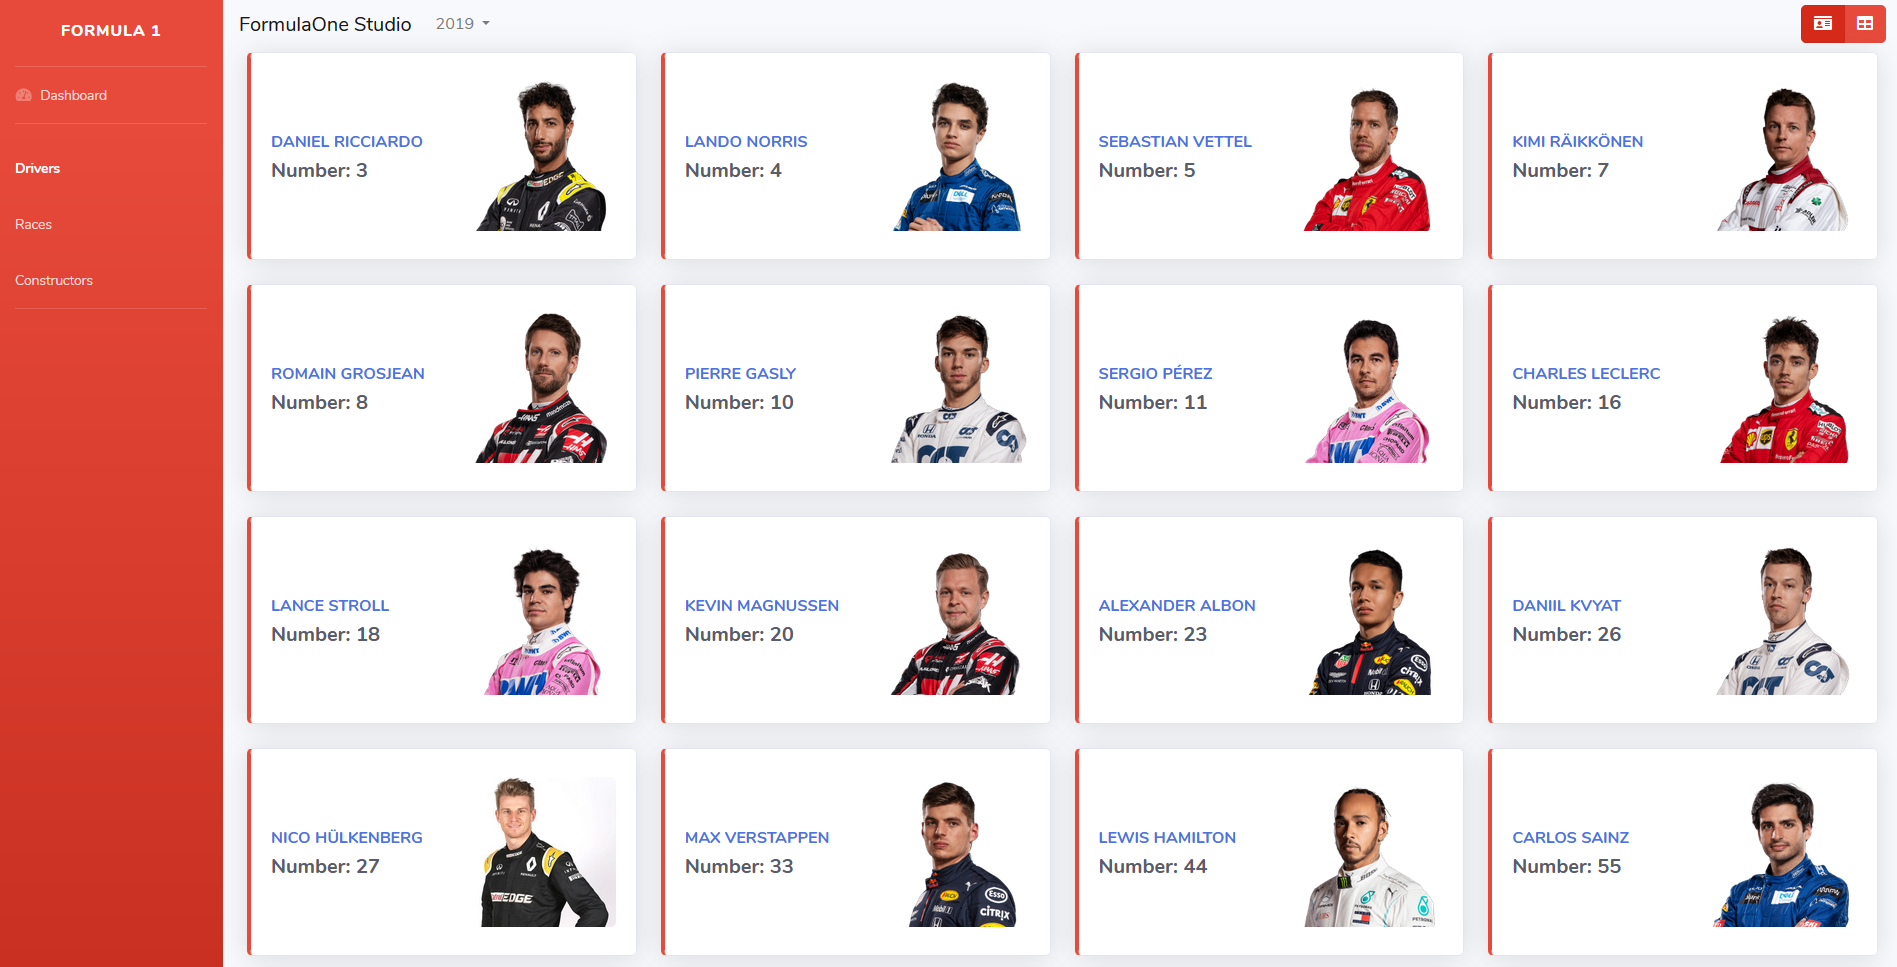 FORMULA 1
Dashboard
Drivers
Races
Constructors
FormulaOne Studio
2019
DANIEL RICCIARDO
Number: 3
LANDO NORRIS
Number: 4
SEBASTIAN VETTEL
Number: 5
KIMI RÄIKKÖNEN
Number: 7
ROMAIN GROSJEAN
Number: 8
PIERRE GASLY
Number: 10
SERGIO PÉREZ
Number: 11
CHARLES LECLERC
Number: 16
LANCE STROLL
Number: 18
KEVIN MAGNUSSEN
Number: 20
ALEXANDER ALBON
Number: 23
DANIIL KVYAT
Number: 26
NICO HÜLKENBERG
Number: 27
MAX VERSTAPPEN
Number: 33
LEWIS HAMILTON
Number: 44
CARLOS SAINZ
Number: 55